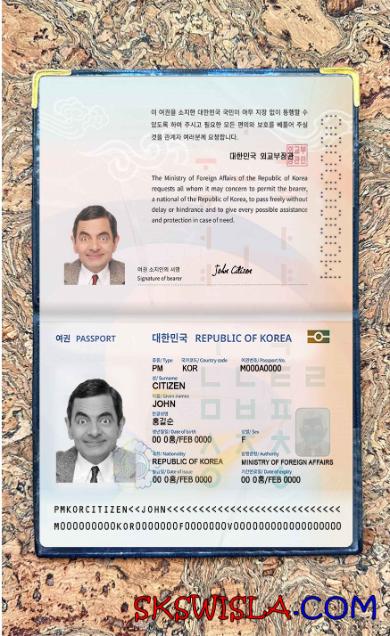 이 여권을 소지한 대한민국 국민이 아무 지장 없이 통행할 수
있도록 하여 주시고 필요한 모든 편의와 보호를 베풀어 주실
것을 관계자 여러분께 요청합니다.
대한민국 외교부장관
The Ministry of Foreign Affairs of the Republic of Korea
requests all whom it may concern to permit the bearer,
a national of the Republic of Korea, to pass freely without
delay or hindrance and to give every possible assistance
and protection in case of need.
여권 소지인의 서명
Signature of bearer
John Citizen
여권 PASSPORT 대한민국 REPUBLIC OF KOREA
종류/Type 국가코드/Country code 여권번호/Passport No.
PM KOR M000A0000
성/Surname
CITIZEN
이름/Given names
JOHN
한글성명
홍길순
생년월일/Date of birth 성별/Sex
00 0홈/FEB 0000 F
국적/Nationality 발행관청/Authority
REPUBLIC OF KOREA MINISTRY OF FOREIGN AFFAIRS
발급일/Date of issue 기간만료일/Date of expiry
00 0홈/FEB 0000 00 0홈/FEB 0000
PMKORCITIZEN<<JOHN<<<<<<<<<<<<<<<<<<<<<<<<<<
M0000000000KOR0000000F0000000V00000000000000000
SKSWISLA.COM